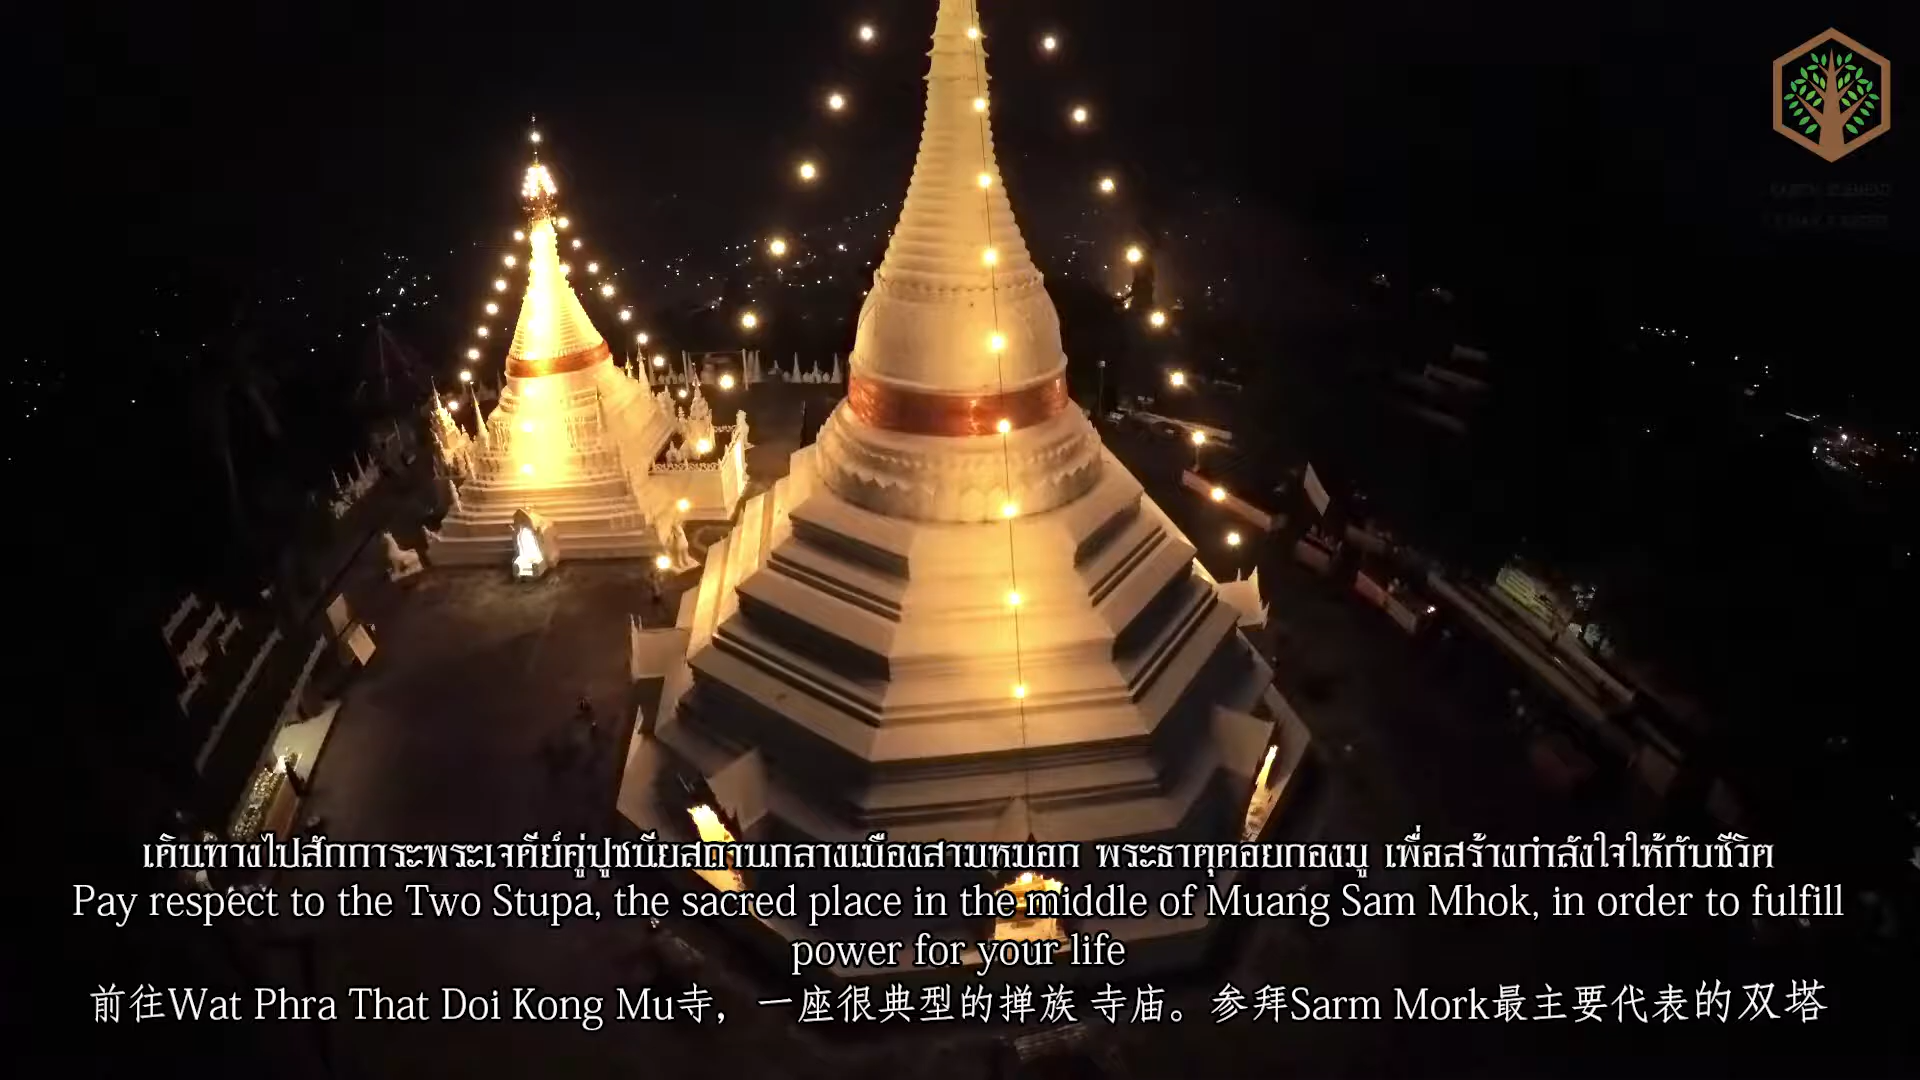 เดินทางไปสักการะพระเจดีย์คู่ปูชนียสถานกลางเมืองสามหมอก พระธาตุดอยกองมู เพื่อสร้างกำลังใจให้กับชีวิต
Pay respect to the Two Stupa, the sacred place in the middle of Muang Sam Mhok, in order to fulfill
power for your life
前往Wat Phra That Doi Kong Mu寺，一座很典型的掸族 寺庙。参拜Sarm Mork最主要代表的双塔